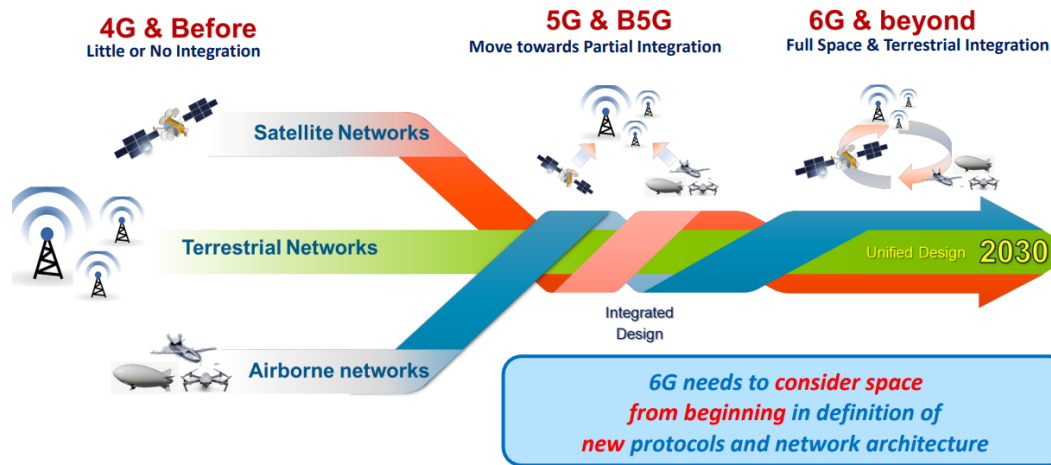 4G & Before
Little or No Integration
5G & B5G
Move towards Partial Integration
6G & beyond
Full Space & Terrestrial Integration
Satellite Networks
Terrestrial Networks
Airborne networks
Integrated
Design
Unified Design 2030
6G needs to consider space
from beginning in definition of
new protocols and network architecture